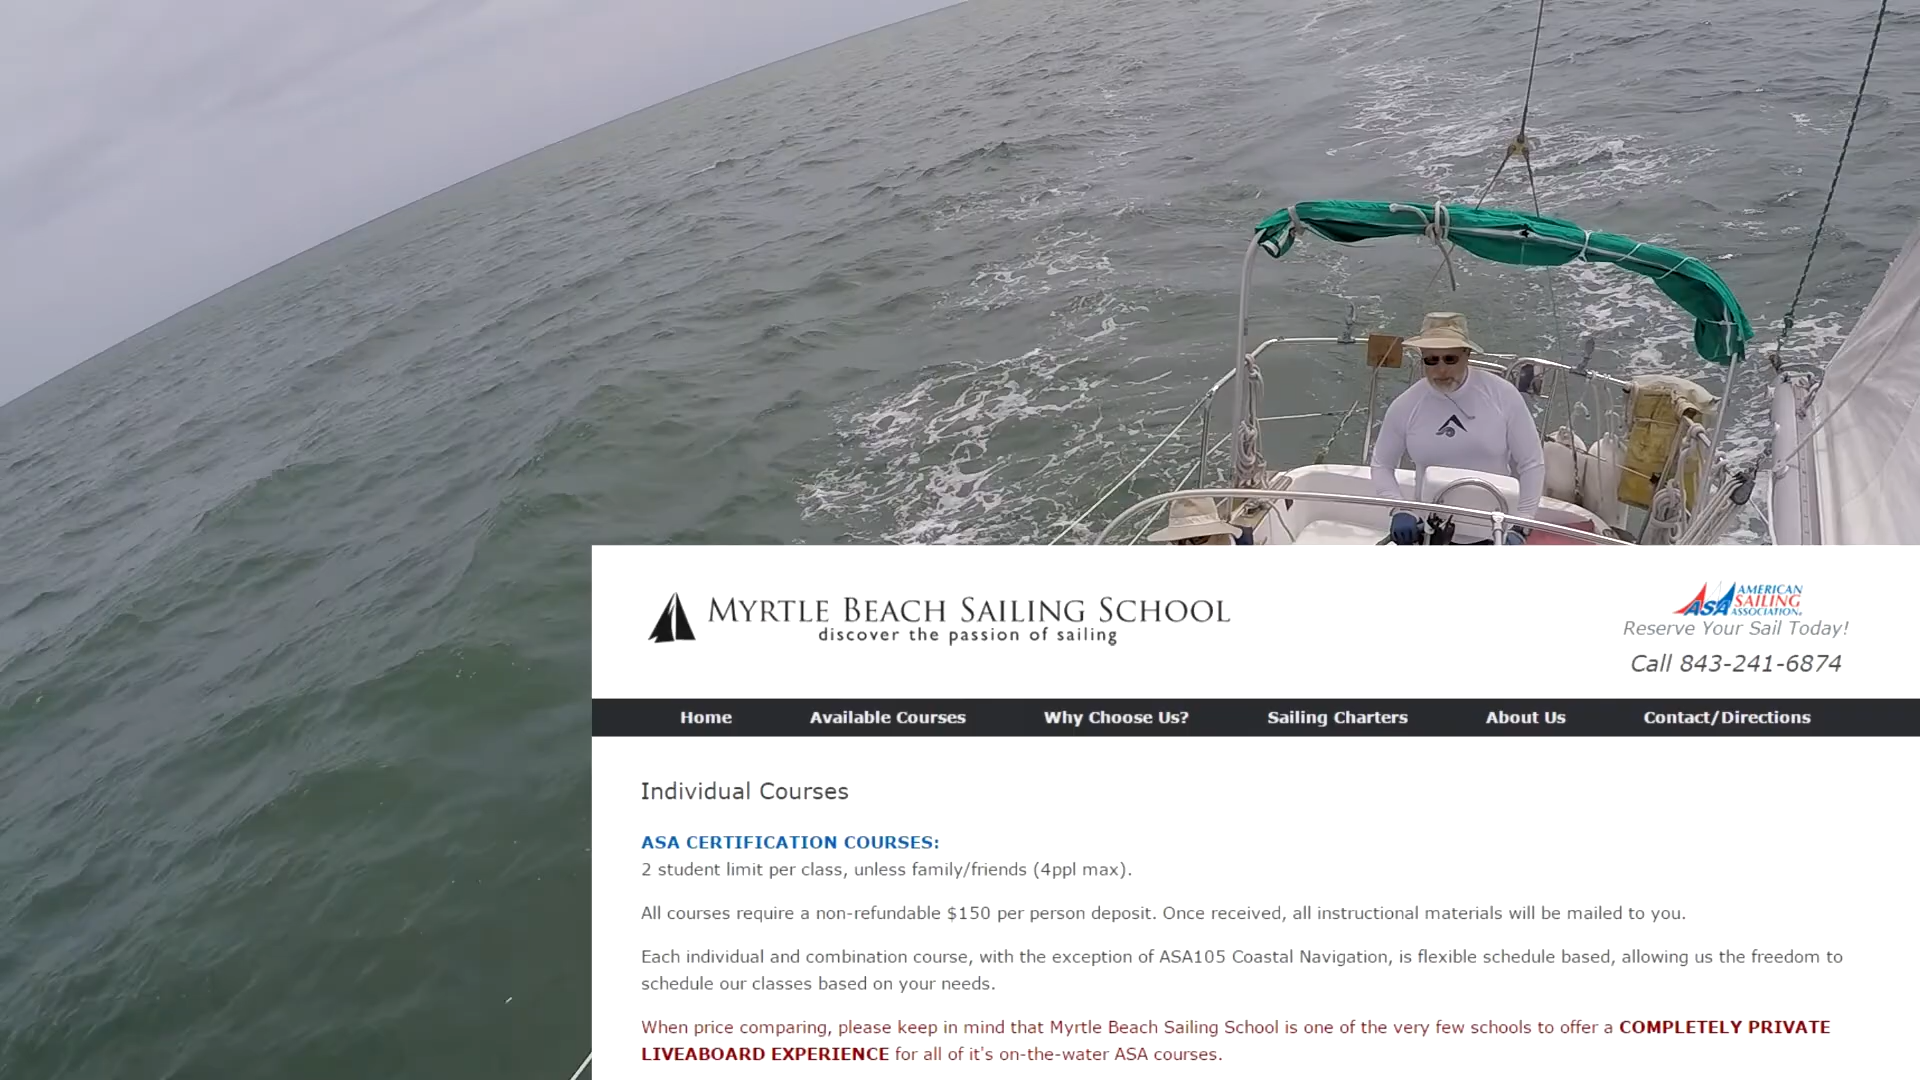 MYRTLE BEACH SAILING SCHOOL
discover the passion of sailing
ASA AMERICAN SAILING ASSOCIATION
Reserve Your Sail Today!
Call 843-241-6874
Home Available Courses Why Choose Us? Sailing Charters About Us Contact/Directions
Individual Courses
ASA CERTIFICATION COURSES:
2 student limit per class, unless family/friends (4ppl max).
All courses require a non-refundable $150 per person deposit. Once received, all instructional materials will be mailed to you.
Each individual and combination course, with the exception of ASA105 Coastal Navigation, is flexible schedule based, allowing us the freedom to
schedule our classes based on your needs.
When price comparing, please keep in mind that Myrtle Beach Sailing School is one of the very few schools to offer a COMPLETELY PRIVATE
LIVEABOARD EXPERIENCE for all of it's on-the-water ASA courses.